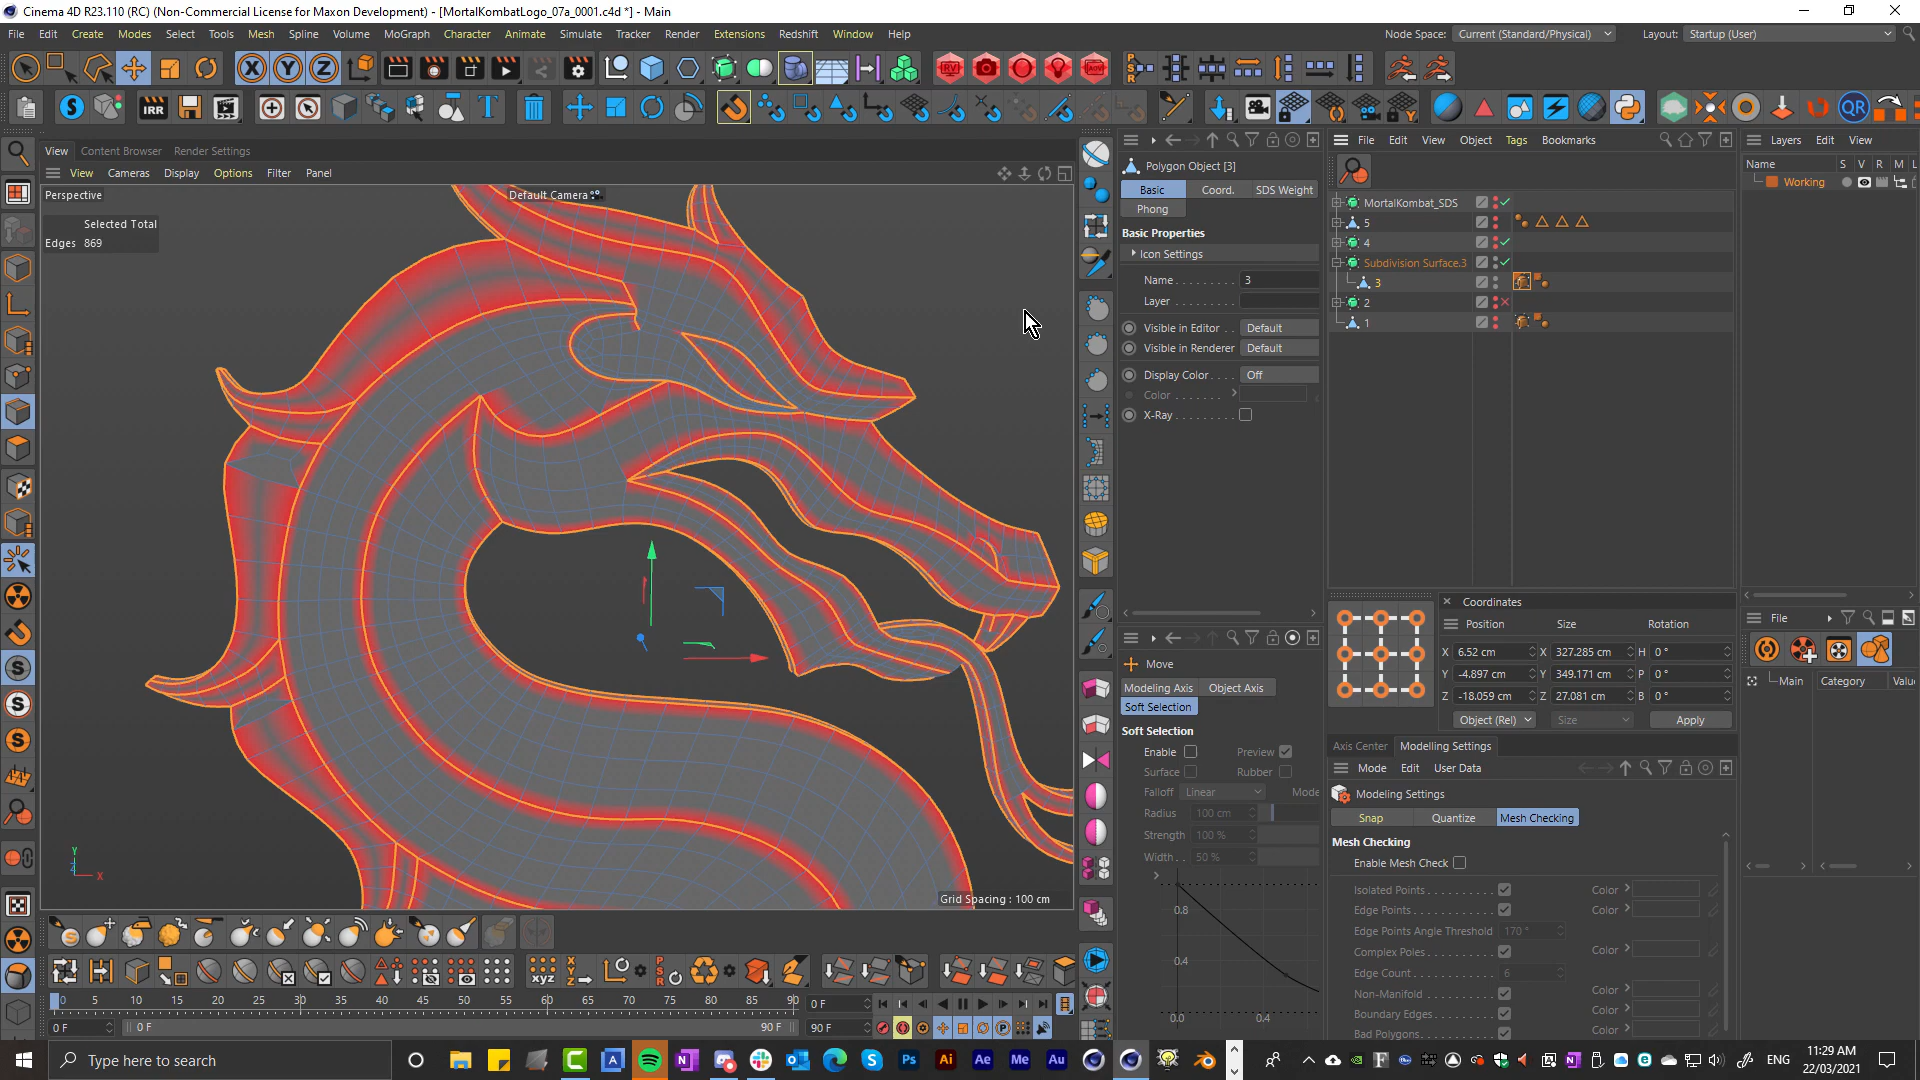 Cinema 4D R23.110 (RC) (Non-Commercial License for Maxon Development) - [MortalKombatLogo_07a_0001.c4d *] - Main
File Edit Create Modes Select Tools Mesh Spline Volume MoGraph Character Animate Simulate Tracker Render Redshift Extensions Window Help Node Space: Current (Standard/Physical) Layout: Startup (User)
View Content Browser Render Settings
View Cameras Display Options Filter Panel
Perspective
Default Camera
Selected Total
Edges 869
Grid Spacing : 100 cm
Polygon Object [3]
Basic Coord. SDS Weight
Phong
Basic Properties
Icon Settings
Name 3
Layer
Visible in Editor Default
Visible in Renderer Default
Display Color Off
Color
X-Ray
Move
Modeling Axis Object Axis
Soft Selection
Soft Selection
Enable Preview
Surface Rubber
Falloff Linear Mode
Radius 100 cm
Strength 100 %
Width 50 %
0.8
0.4
0.0 0.4
File Edit View Object Tags Bookmarks
MortalKombat_SDS
5
4
Subdivision Surface.3
3
2
1
Layers Edit View
Name S V R M L
Working
Coordinates
Position Size Rotation
X 6.52 cm X 327.285 cm H 0 °
Y -4.897 cm Y 349.171 cm P 0 °
Z -18.059 cm Z 27.081 cm B 0 °
Object (Rel) Size Apply
Axis Center Modelling Settings
Mode Edit User Data
Modeling Settings
Snap Quantize Mesh Checking
Mesh Checking
Enable Mesh Check
Isolated Points Color
Edge Points Color
Edge Points Angle Threshold 170 °
Complex Poles Color
Edge Count 6
Non-Manifold Color
Boundary Edges Color
Bad Polygons Color
File
Main Category Valu
0 5 10 15 20 25 30 35 40 45 50 55 60 65 70 75 80 85 90 0 F
0 F 0 F 90 F 90 F
Type here to search
ENG
11:29 AM
22/03/2021